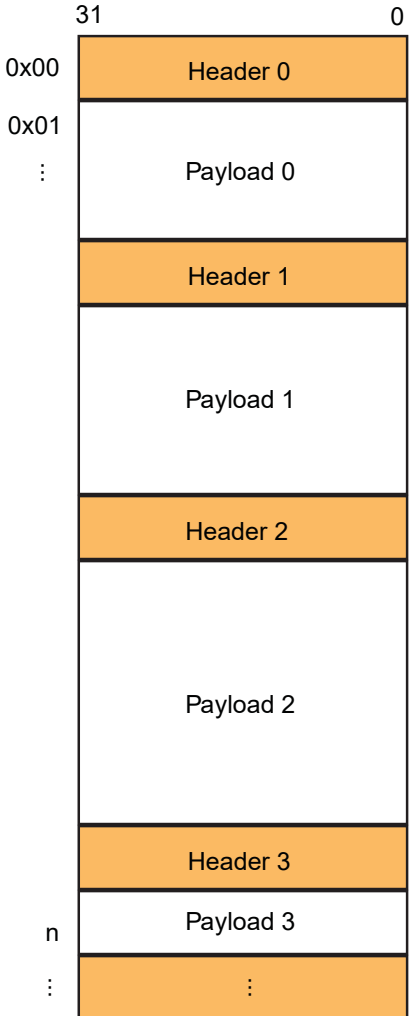 31 0
0x00 Header 0
0x01
⋮ Payload 0
Header 1
Payload 1
Header 2
Payload 2
Header 3
Payload 3
n
⋮ ⋮